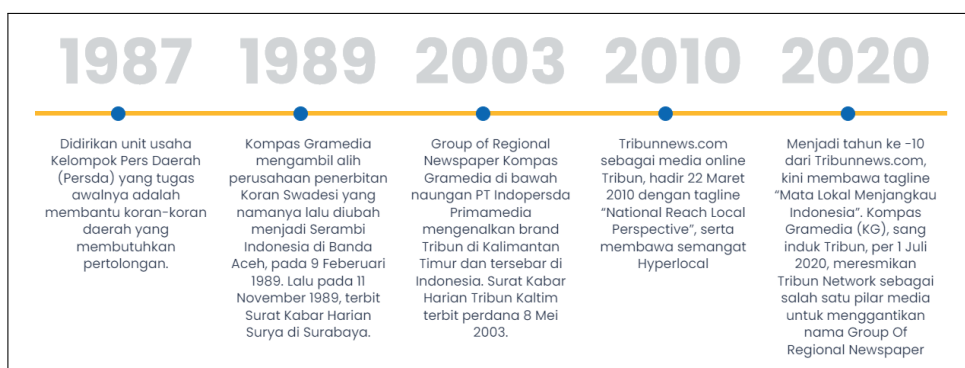 1987
Didirikan unit usaha
Kelompok Pers Daerah
(Persda) yang tugas
awalnya adalah
membantu koran-koran
daerah yang
membutuhkan
pertolongan.
1989
Kompas Gramedia
mengambil alih
perusahaan penerbitan
Koran Swadesi yang
namanya lalu diubah
menjadi Serambi
Indonesia di Banda
Aceh, pada 9 Feberuari
1989. Lalu pada 11
November 1989, terbit
Surat Kabar Harian
Surya di Surabaya.
2003
Group of Regional
Newspaper Kompas
Gramedia di bawah
naungan PT Indopersda
Primamedia
mengenalkan brand
Tribun di Kalimantan
Timur dan tersebar di
Indonesia. Surat Kabar
Harian Tribun Kaltim
terbit perdana 8 Mei
2003.
2010
Tribunnews.com
sebagai media online
Tribun, hadir 22 Maret
2010 dengan tagline
“National Reach Local
Perspective”, serta
membawa semangat
Hyperlocal
2020
Menjadi tahun ke -10
dari Tribunnews.com,
kini membawa tagline
“Mata Lokal Menjangkau
Indonesia”. Kompas
Gramedia (KG), sang
induk Tribun, per 1 Juli
2020, meresmikan
Tribun Network sebagai
salah satu pilar media
untuk menggantikan
nama Group Of
Regional Newspaper